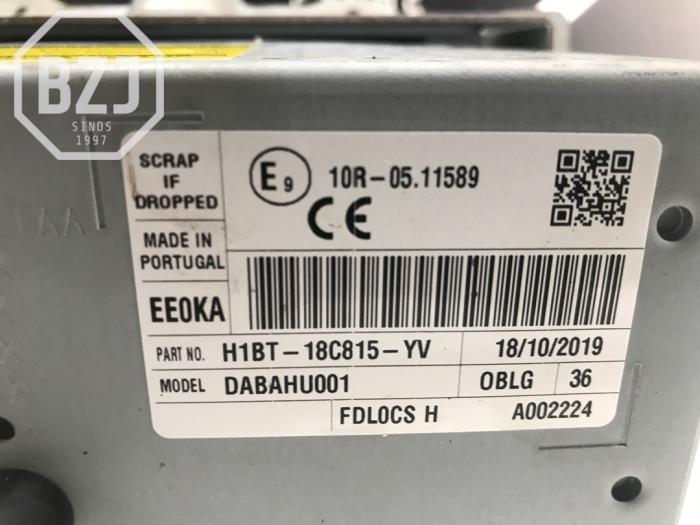 BZJ
SINDS
1997
SCRAP
IF
DROPPED
E9 10R-05.11589
CE
MADE IN
PORTUGAL
EE0KA
PART NO. H1BT-18C815-YV 18/10/2019
MODEL DABAHU001 OBLG 36
FDL0CS H A002224